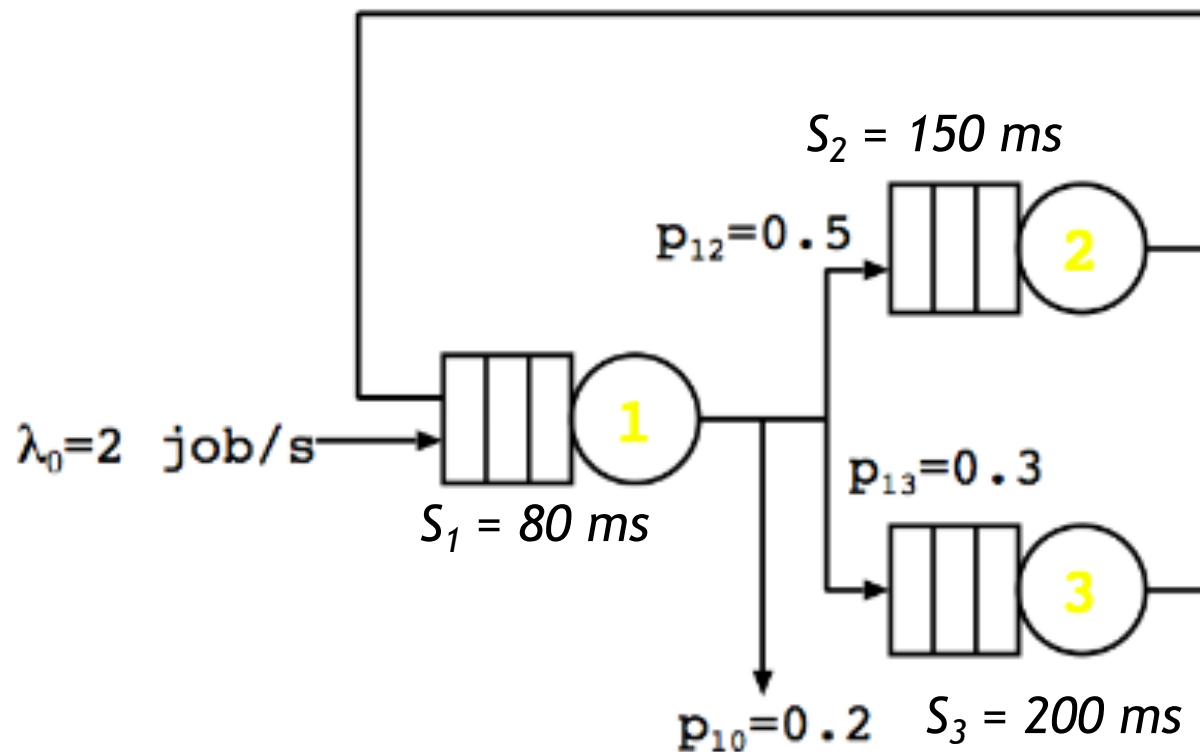 S₂ = 150 ms
p₁₂=0.5
2
1
λ₀=2 job/s
p₁₃=0.3
S₁ = 80 ms
3
p₁₀=0.2
S₃ = 200 ms